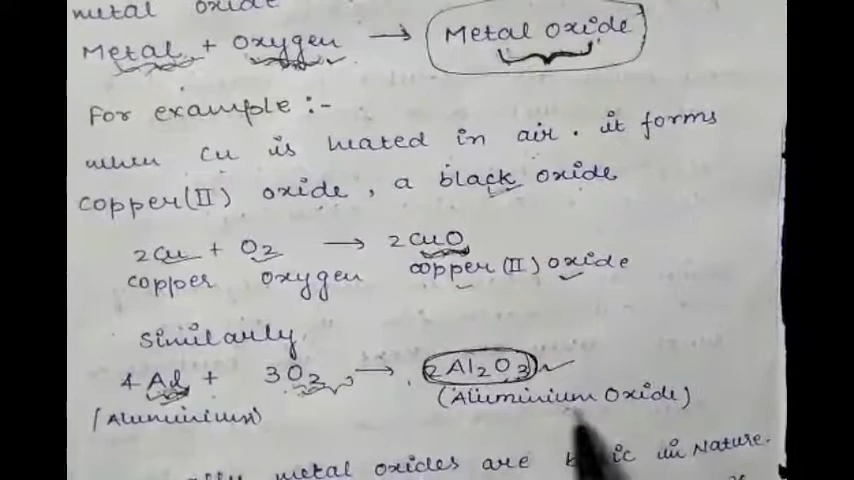 metal oxide
Metal + Oxygen → Metal Oxide
For example :-
when Cu is heated in air. it forms
copper(II) oxide, a black oxide
2Cu + O2 → 2CuO
copper oxygen copper (II) oxide
Similarly
4Al + 3O2 → 2Al2O3
(Aluminium) (Aluminium Oxide)
metal oxides are in Nature.